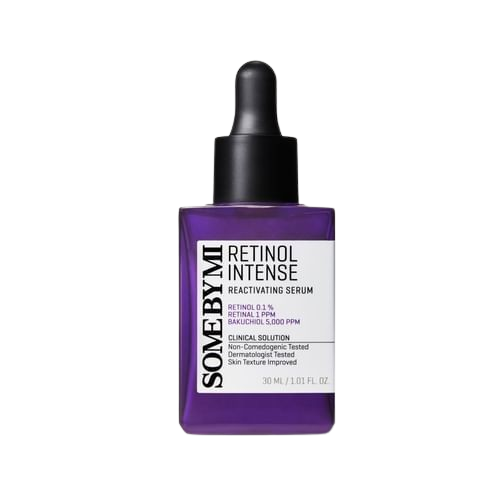 SOME BY MI
RETINOL
INTENSE
REACTIVATING SERUM
RETINOL 0.1 %
RETINAL 1 PPM
BAKUCHIOL 5,000 PPM
CLINICAL SOLUTION
Non-Comedogenic Tested
Dermatologist Tested
Skin Texture Improved
30 ML / 1.01 FL. OZ.